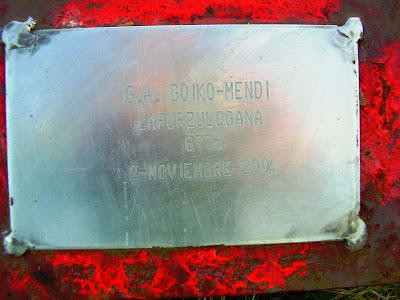 G.A. GOIKO-MENDI
LAPURZULOGANA
677m
2-NOVIEMBRE-2004